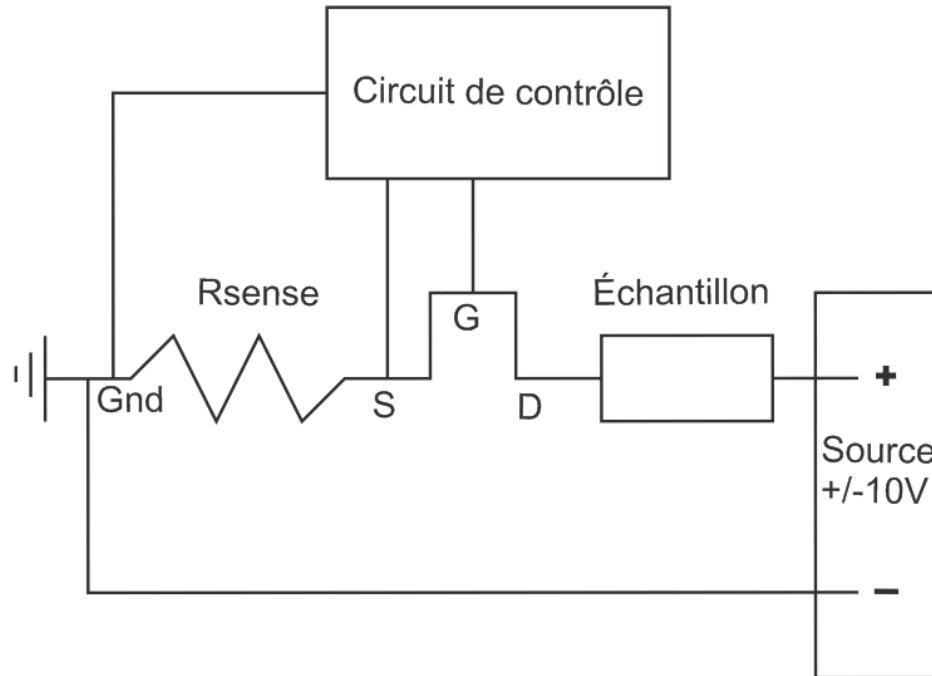 Circuit de contrôle
Rsense
Échantillon
G
Gnd
S
D
+
Source
+/-10V
-